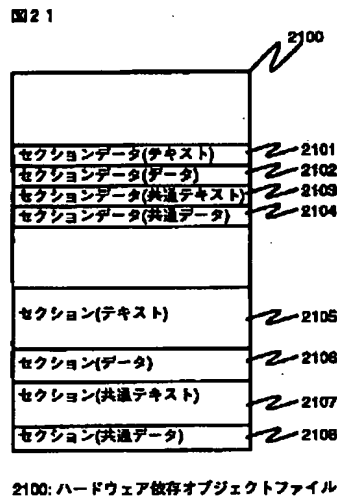 図21
2100
セクションデータ(テキスト) 2101
セクションデータ(データ) 2102
セクションデータ(共通テキスト) 2103
セクションデータ(共通データ) 2104
セクション(テキスト) 2105
セクション(データ) 2106
セクション(共通テキスト) 2107
セクション(共通データ) 2108
2100: ハードウェア依存オブジェクトファイル